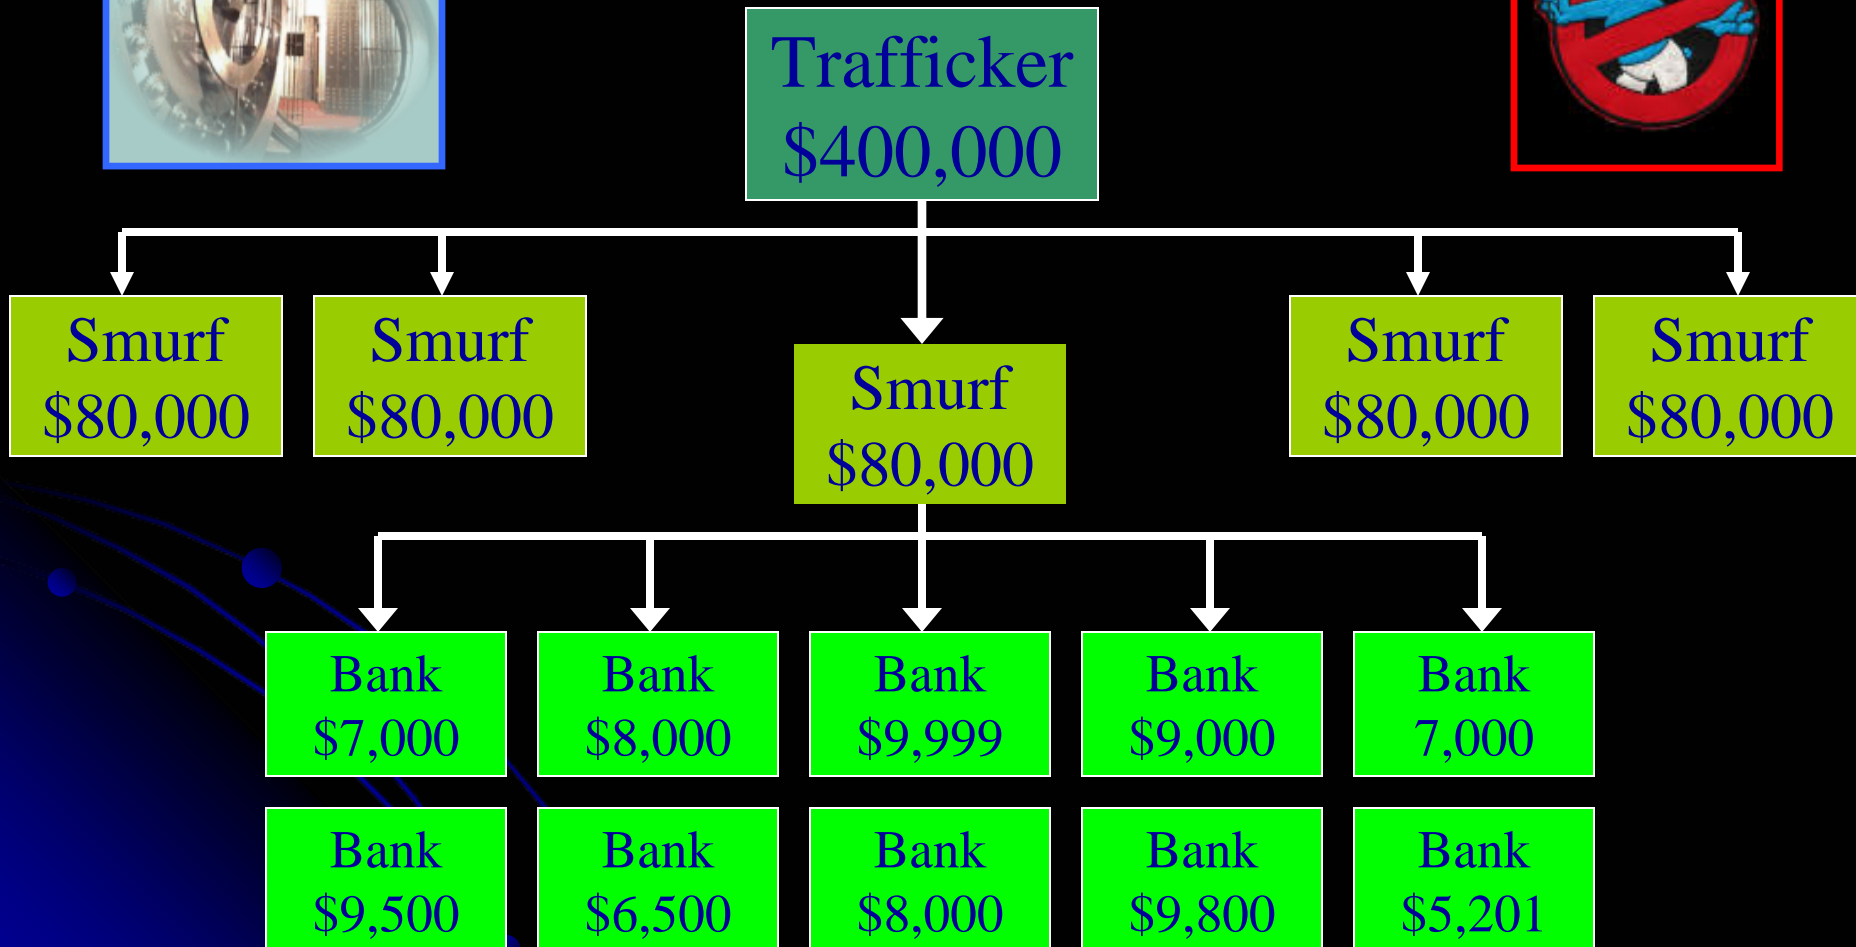 Trafficker
$400,000
Smurf
$80,000
Smurf
$80,000
Smurf
$80,000
Smurf
$80,000
Smurf
$80,000
Bank
$7,000
Bank
$8,000
Bank
$9,999
Bank
$9,000
Bank
7,000
Bank
$9,500
Bank
$6,500
Bank
$8,000
Bank
$9,800
Bank
$5,201